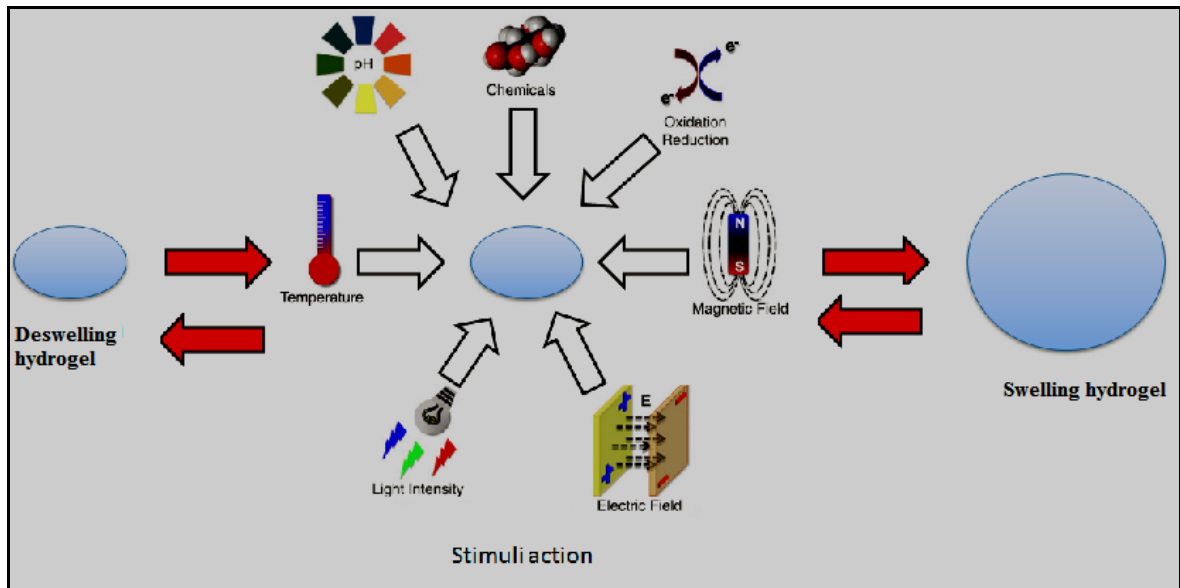 pH
Chemicals
e-
e-
Oxidation
Reduction
Temperature
N
S
Magnetic Field
Deswelling
hydrogel
Swelling hydrogel
Light Intensity
E
Electric Field
Stimuli action